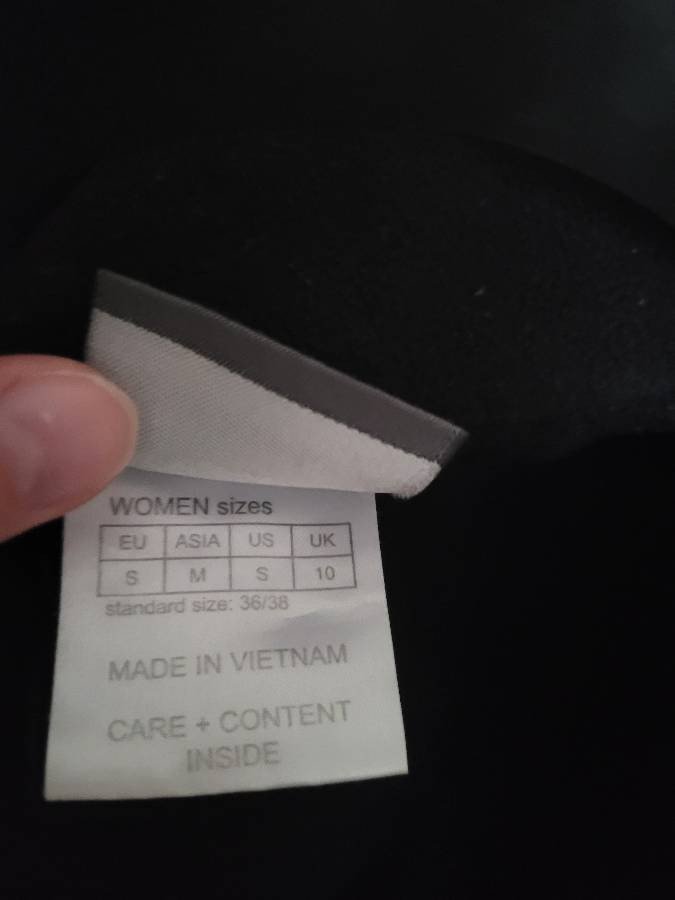 WOMEN sizes
EU ASIA US UK
S M S 10
standard size: 36/38
MADE IN VIETNAM
CARE + CONTENT
INSIDE